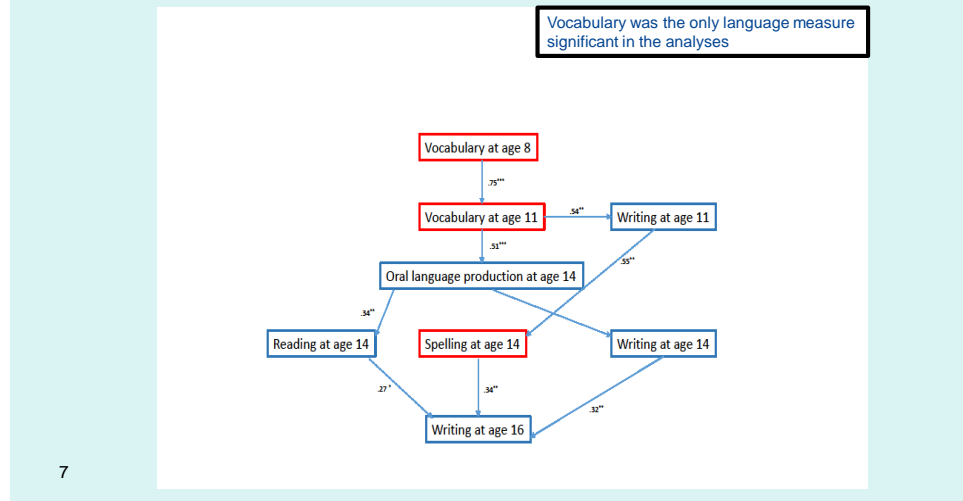 Vocabulary was the only language measure
significant in the analyses
Vocabulary at age 8
.75***
Vocabulary at age 11
.54**
Writing at age 11
.51***
.55**
Oral language production at age 14
.34**
Reading at age 14
Spelling at age 14
Writing at age 14
.27 *
.34**
.32**
Writing at age 16
7